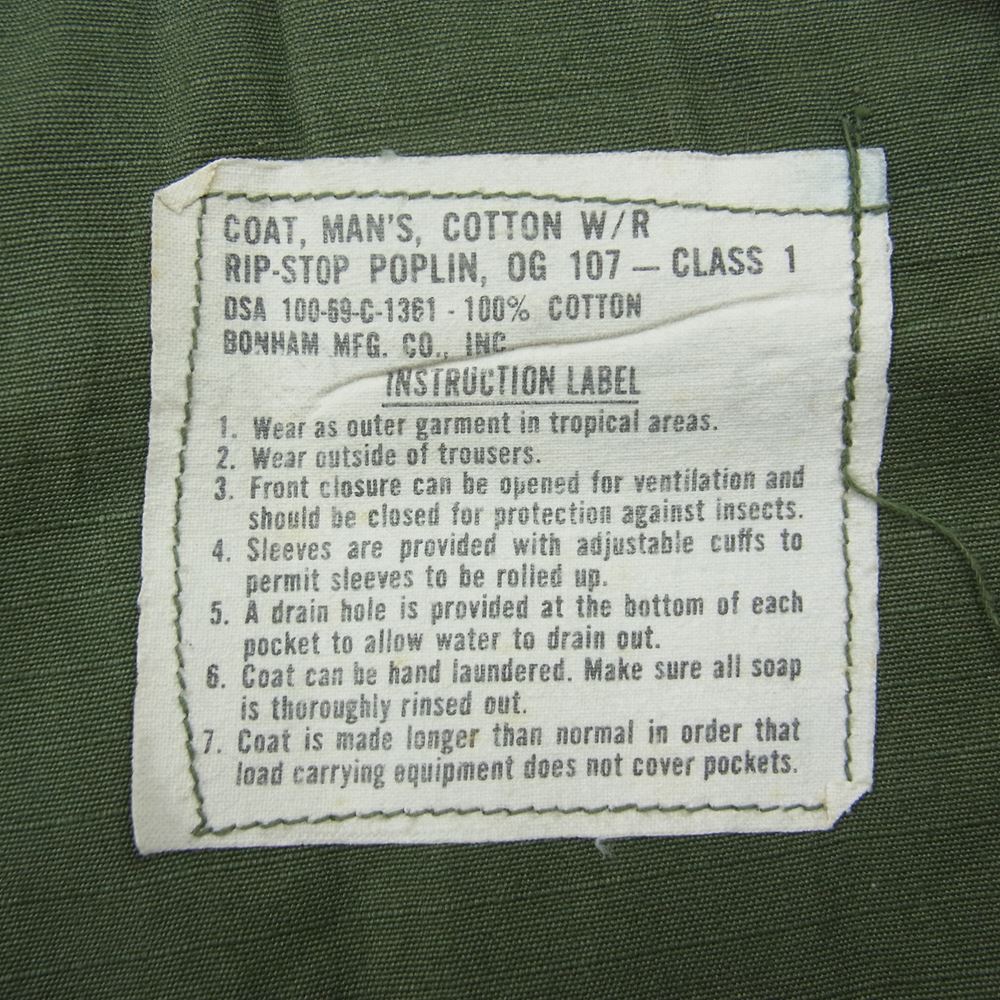 COAT, MAN'S, COTTON W/R
RIP-STOP POPLIN, OG 107 — CLASS 1
DSA 100-69-C-1361 - 100% COTTON
BONHAM MFG. CO., INC.
INSTRUCTION LABEL
1. Wear as outer garment in tropical areas.
2. Wear outside of trousers.
3. Front closure can be opened for ventilation and
should be closed for protection against insects.
4. Sleeves are provided with adjustable cuffs to
permit sleeves to be rolled up.
5. A drain hole is provided at the bottom of each
pocket to allow water to drain out.
6. Coat can be hand laundered. Make sure all soap
is thoroughly rinsed out.
7. Coat is made longer than normal in order that
load carrying equipment does not cover pockets.